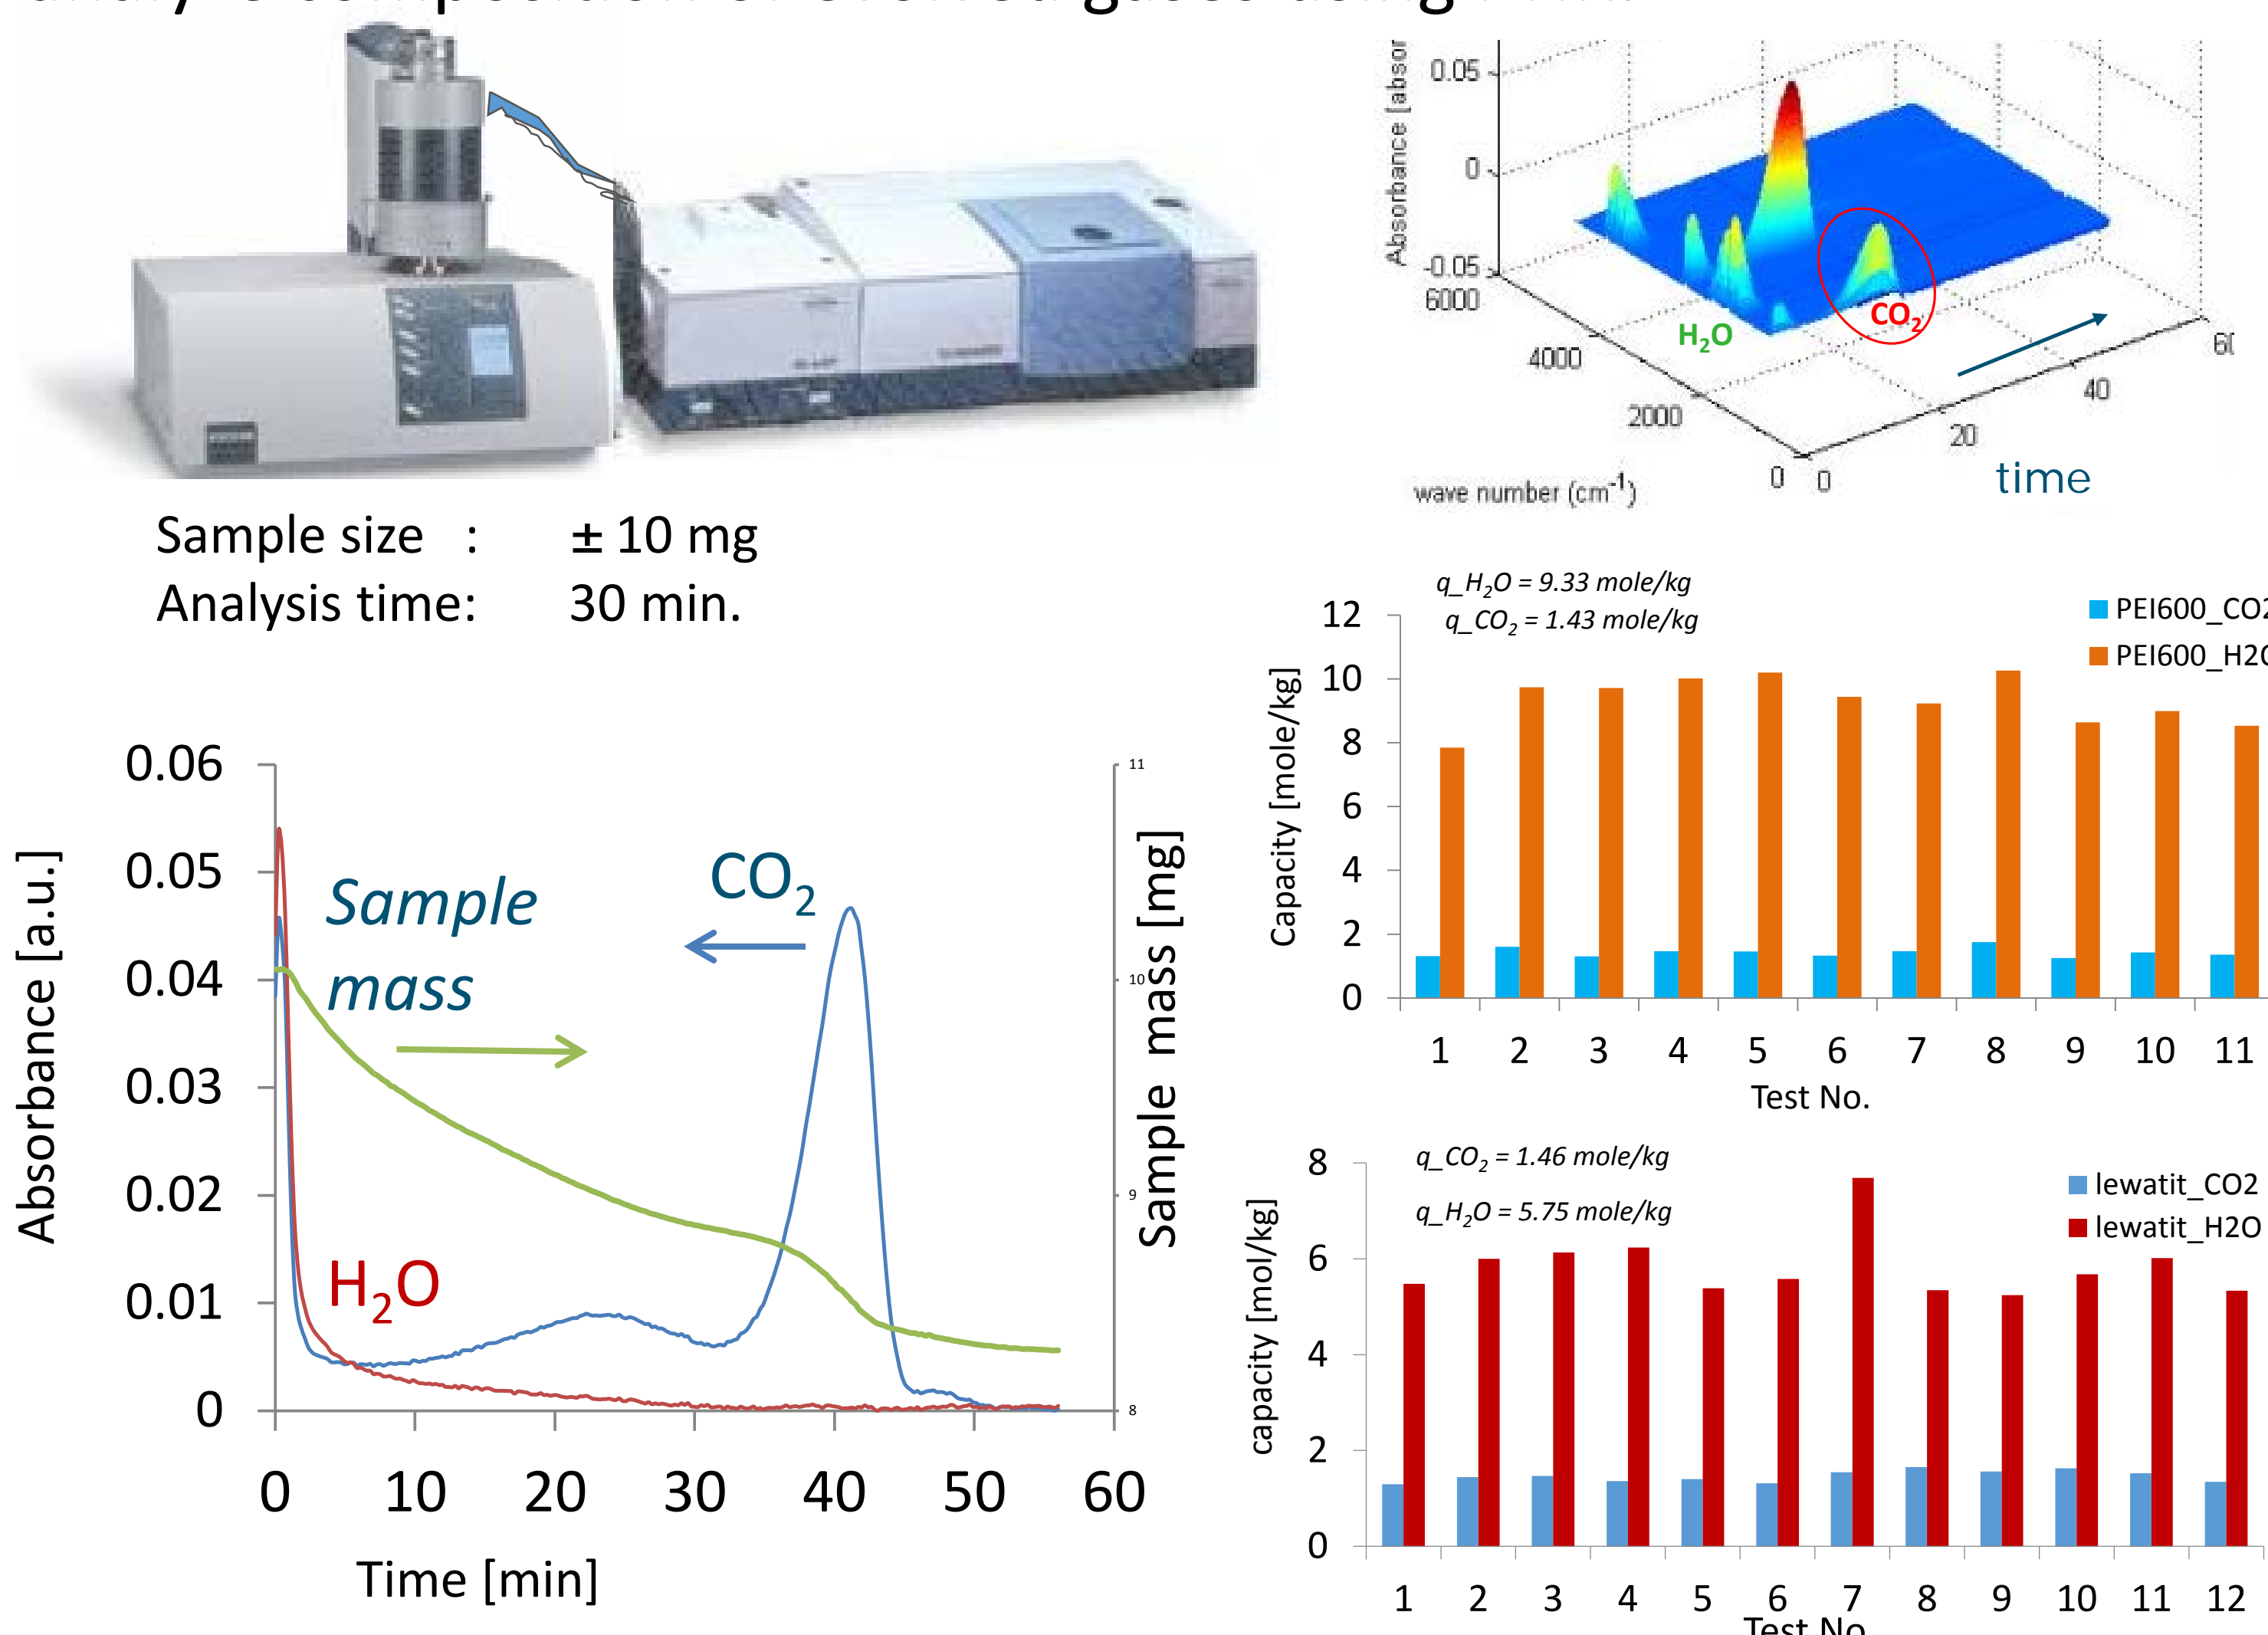 Sample size : ± 10 mg
Analysis time: 30 min.
Absorbance [absor
0.05
0
-0.05
6000
4000
2000
0
0
20
40
60
wave number (cm-1)
time
H2O
CO2
q_H2O = 9.33 mole/kg
q_CO2 = 1.43 mole/kg
PEI600_CO2
PEI600_H2O
Capacity [mole/kg]
12
10
8
6
4
2
0
1 2 3 4 5 6 7 8 9 10 11
Test No.
Absorbance [a.u.]
0.06
0.05
0.04
0.03
0.02
0.01
0
Sample
mass
CO2
H2O
11
10
9
8
Sample mass [mg]
0 10 20 30 40 50 60
Time [min]
q_CO2 = 1.46 mole/kg
q_H2O = 5.75 mole/kg
lewatit_CO2
lewatit_H2O
capacity [mol/kg]
8
6
4
2
0
1 2 3 4 5 6 7 8 9 10 11 12
Test No